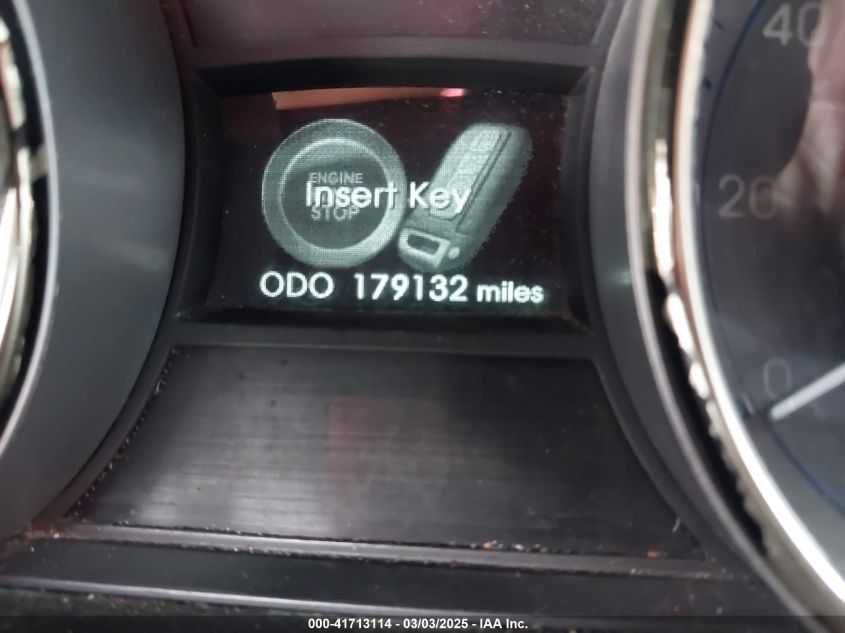 40
20
0
ENGINE
Insert Key
STOP
ODO 179132 miles
000-41713114 - 03/03/2025 - IAA Inc.